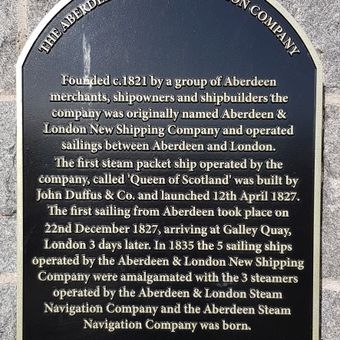 THE ABERDEEN ION COMPANY
Founded c.1821 by a group of Aberdeen
merchants, shipowners and shipbuilders the
company was originally named Aberdeen &
London New Shipping Company and operated
sailings between Aberdeen and London.
The first steam packet ship operated by the
company, called 'Queen of Scotland' was built by
John Duffus & Co. and launched 12th April 1827.
The first sailing from Aberdeen took place on
22nd December 1827, arriving at Galley Quay,
London 3 days later. In 1835 the 5 sailing ships
operated by the Aberdeen & London New Shipping
Company were amalgamated with the 3 steamers
operated by the Aberdeen & London Steam
Navigation Company and the Aberdeen Steam
Navigation Company was born.